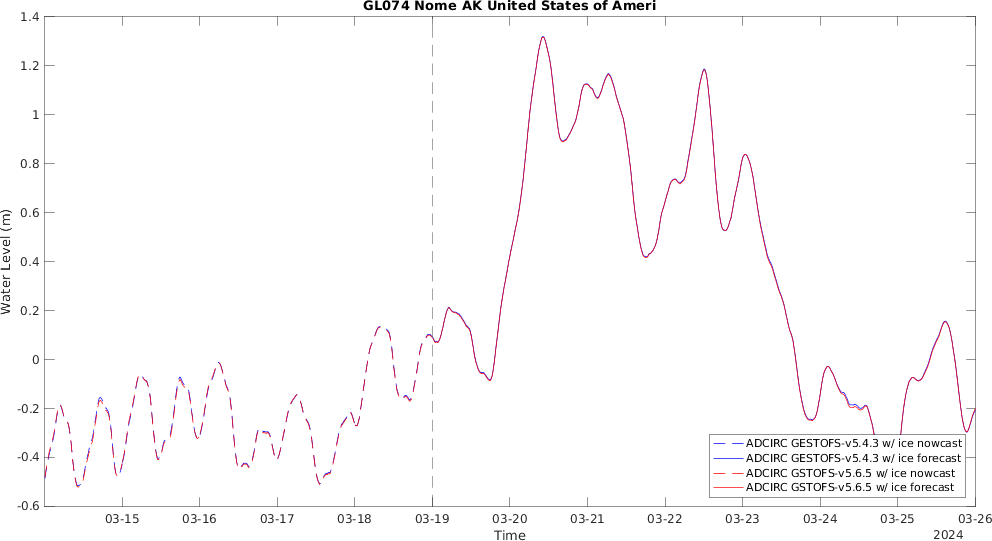 GL074 Nome AK United States of Ameri
1.4
1.2
1
0.8
0.6
0.4
0.2
0
-0.2
-0.4
-0.6
Water Level (m)
ADCIRC GESTOFS-v5.4.3 w/ ice nowcast
ADCIRC GESTOFS-v5.4.3 w/ ice forecast
ADCIRC GSTOFS-v5.6.5 w/ ice nowcast
ADCIRC GSTOFS-v5.6.5 w/ ice forecast
03-15 03-16 03-17 03-18 03-19 03-20 03-21 03-22 03-23 03-24 03-25 03-26
Time
2024